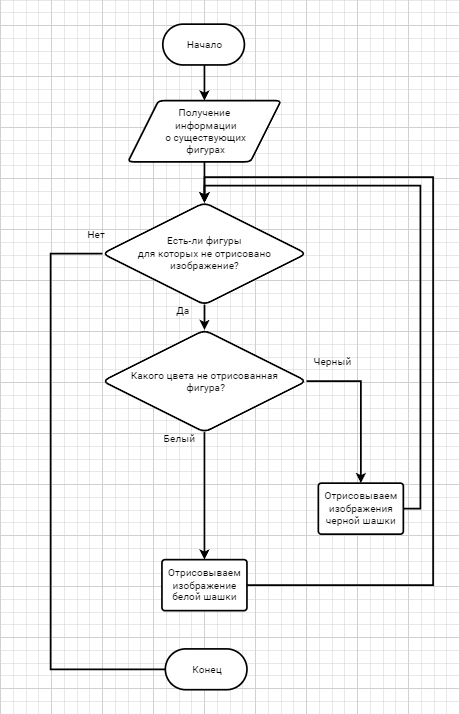 Начало
Получение
информации
о существующих
фигурах
Нет
Есть-ли фигуры
для которых не отрисовано
изображение?
Да
Черный
Какого цвета не отрисованная
фигура?
Белый
Отрисовываем
изображения
черной шашки
Отрисовываем
изображение
белой шашки
Конец